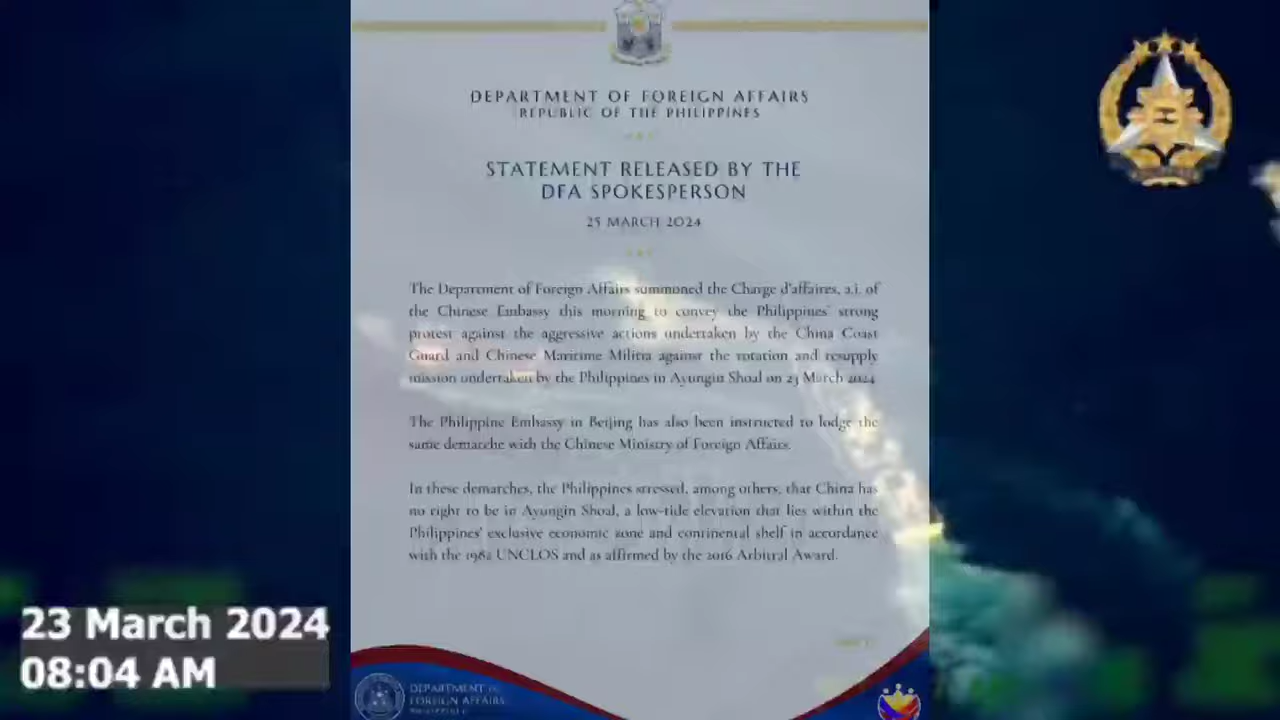 DEPARTMENT OF FOREIGN AFFAIRS
REPUBLIC OF THE PHILIPPINES
STATEMENT RELEASED BY THE
DFA SPOKESPERSON
25 MARCH 2024
The Department of Foreign Affairs summoned the Charge d'affaires, a.i. of
the Chinese Embassy this morning to convey the Philippines' strong
protest against the aggressive actions undertaken by the China Coast
Guard and Chinese Maritime Militia against the rotation and resupply
mission undertaken by the Philippines in Ayungin Shoal on 23 March 2024.
The Philippine Embassy in Beijing has also been instructed to lodge the
same demarche with the Chinese Ministry of Foreign Affairs.
In these demarches, the Philippines stressed, among others, that China has
no right to be in Ayungin Shoal, a low-tide elevation that lies within the
Philippines' exclusive economic zone and continental shelf in accordance
with the 1982 UNCLOS and as affirmed by the 2016 Arbitral Award.
23 March 2024
08:04 AM
DEPARTMENT OF
FOREIGN AFFAIRS
PHILIPPINES